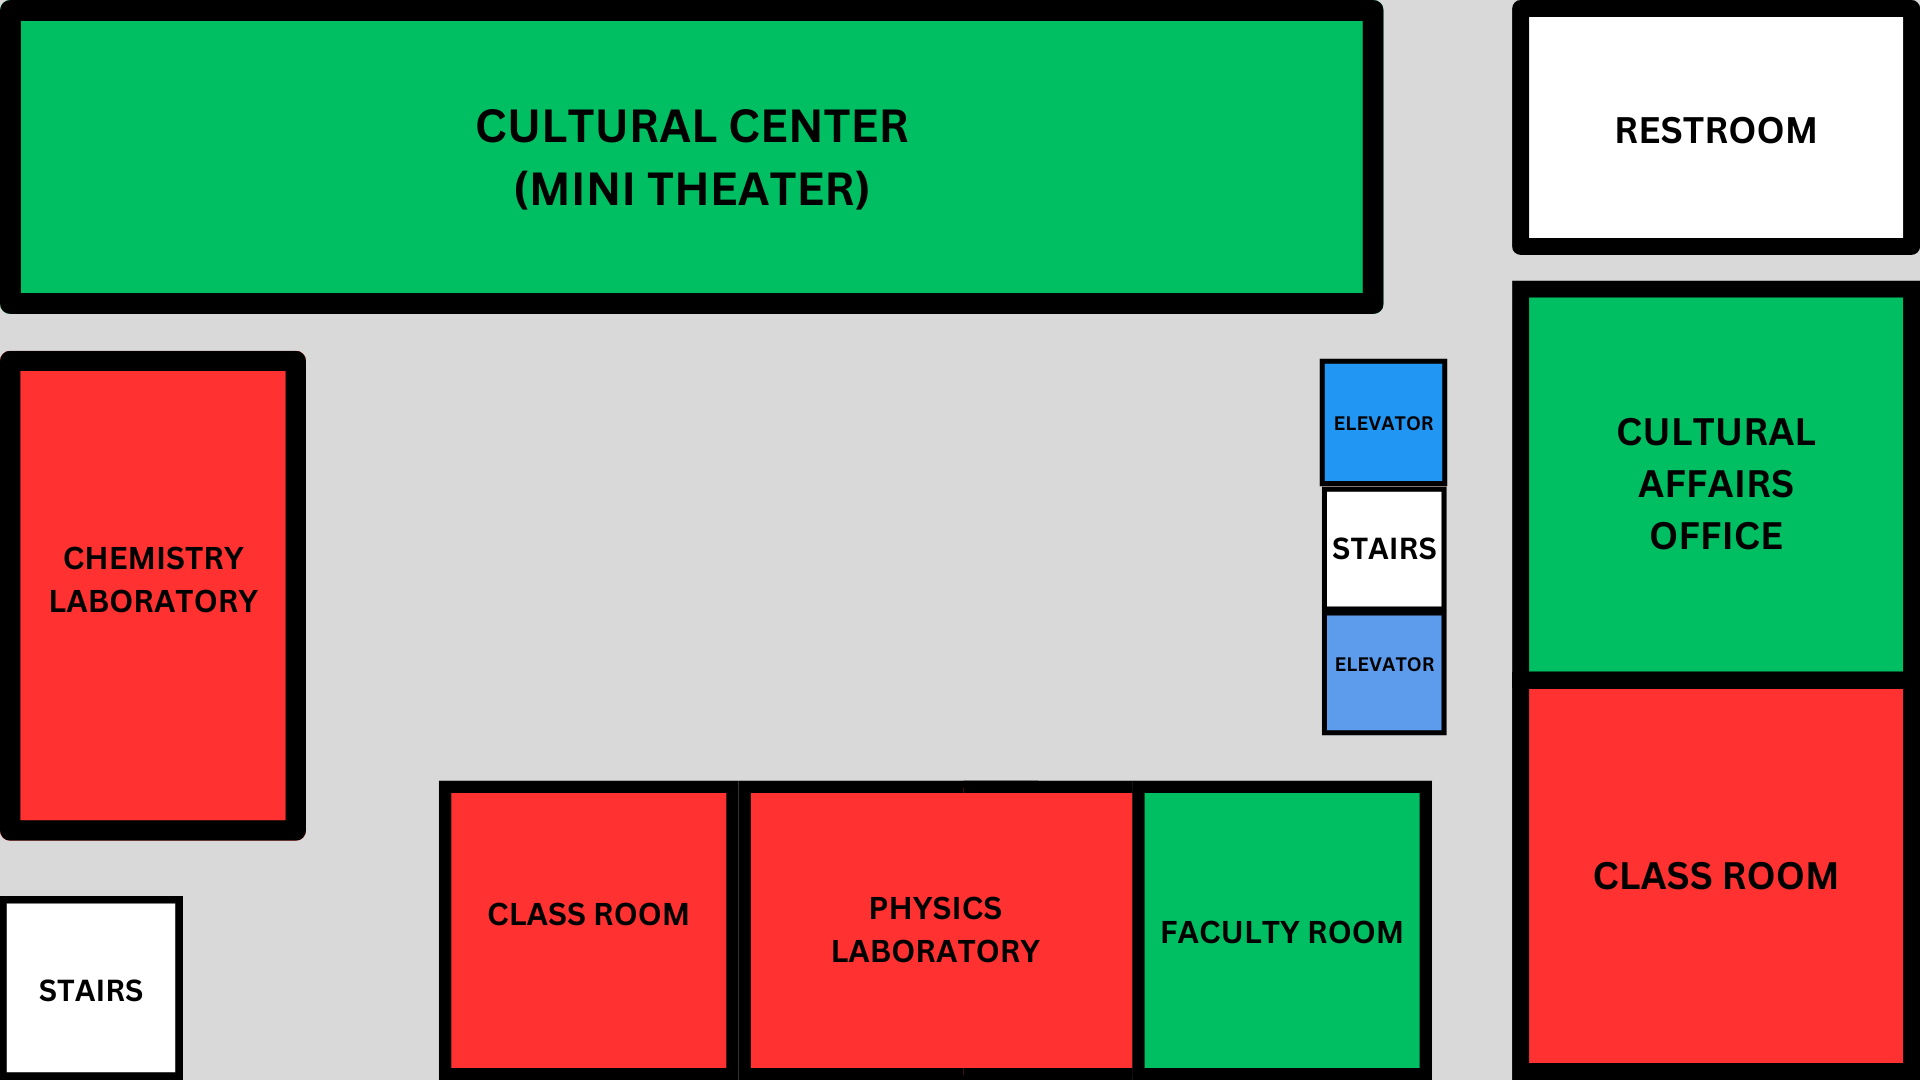 CULTURAL CENTER
(MINI THEATER)
RESTROOM
ELEVATOR
STAIRS
ELEVATOR
CULTURAL
AFFAIRS
OFFICE
CHEMISTRY
LABORATORY
CLASS ROOM
PHYSICS
LABORATORY
FACULTY ROOM
CLASS ROOM
STAIRS